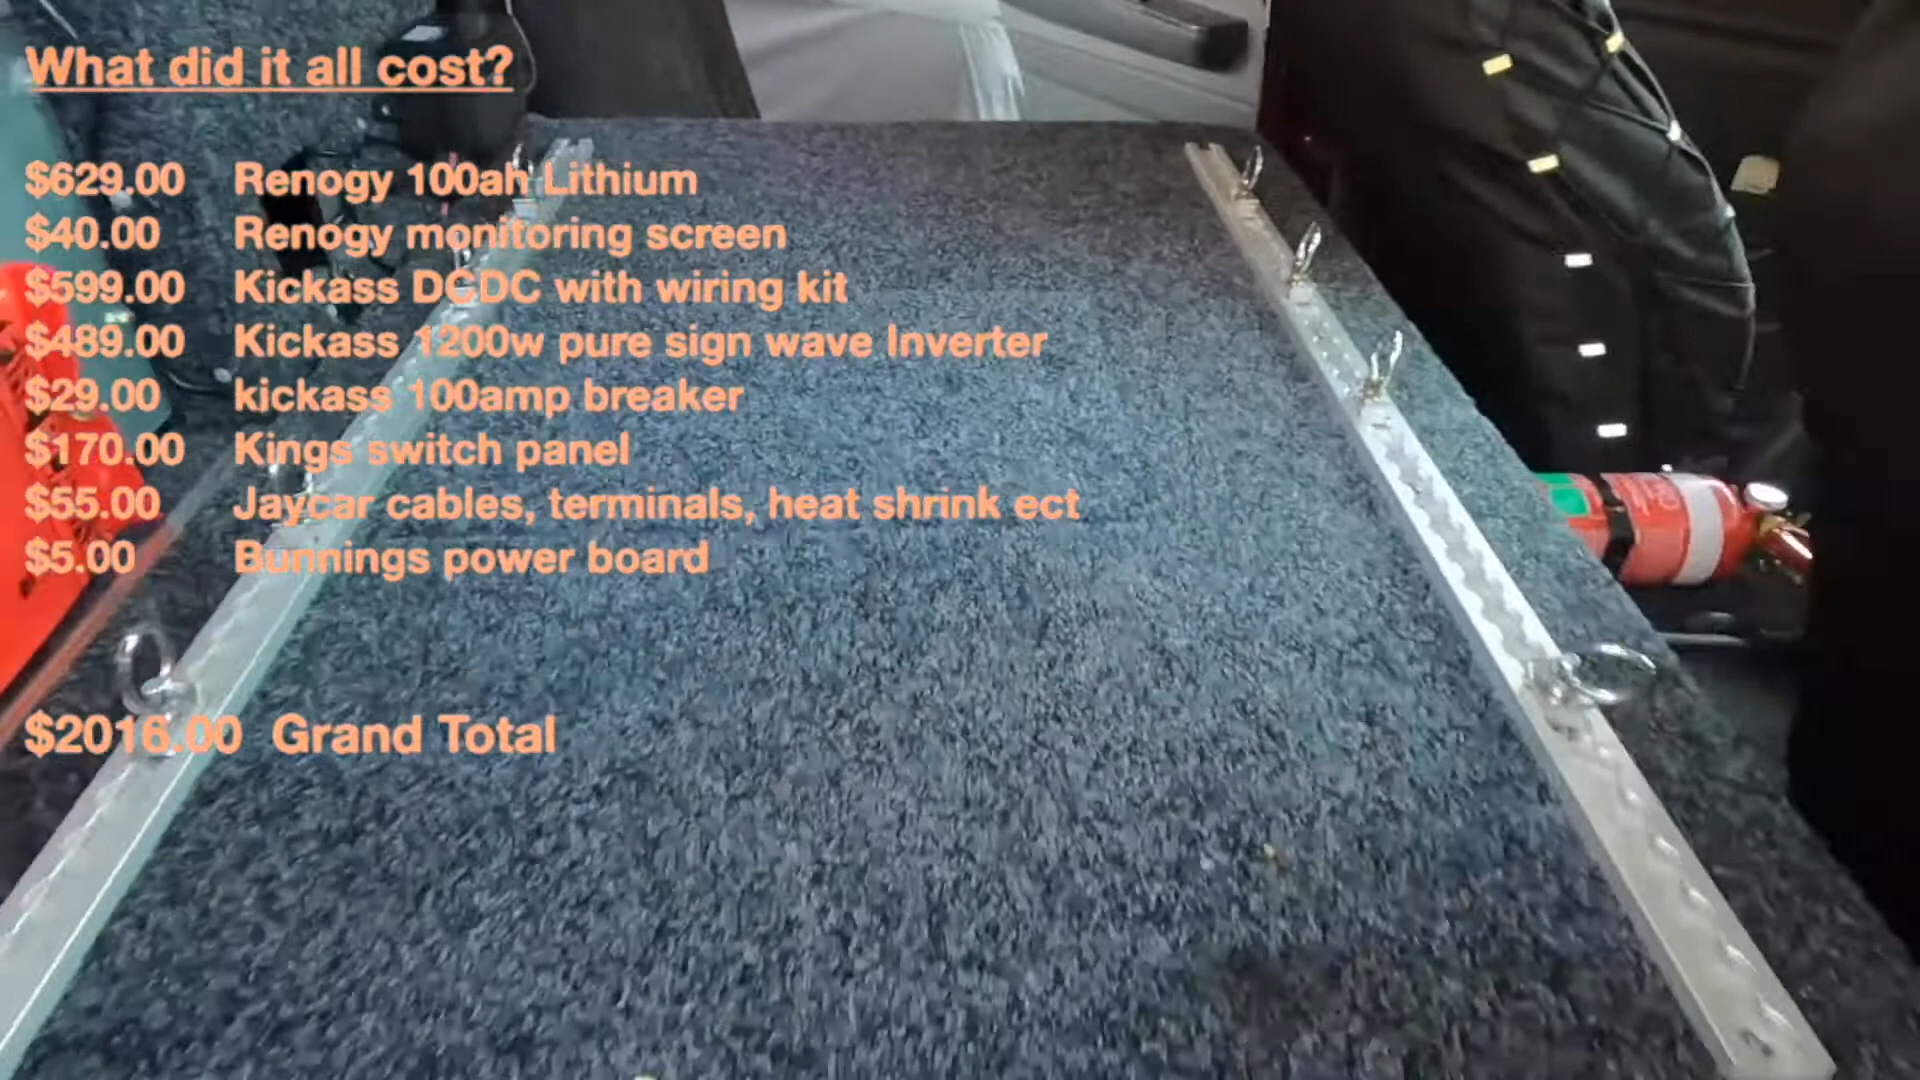 What did it all cost?
$629.00 Renogy 100ah Lithium
$40.00 Renogy monitoring screen
$599.00 Kickass DCDC with wiring kit
$489.00 Kickass 1200w pure sign wave Inverter
$29.00 kickass 100amp breaker
$170.00 Kings switch panel
$55.00 Jaycar cables, terminals, heat shrink ect
$5.00 Bunnings power board
$2016.00 Grand Total